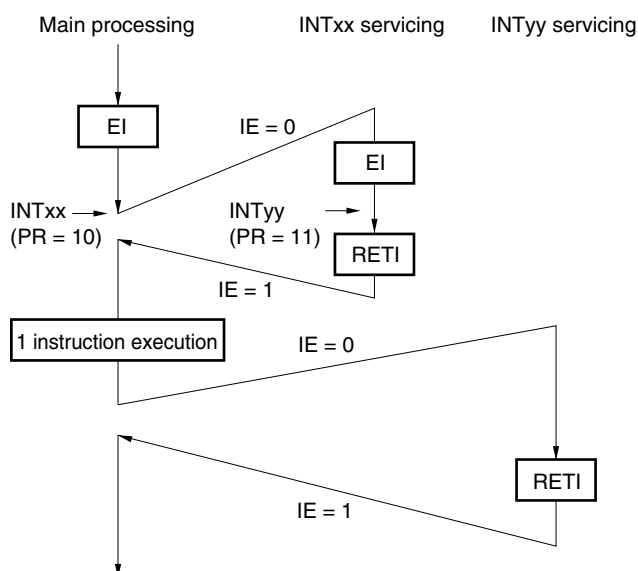 Main processing
INTxx servicing
INTyy servicing
EI
IE = 0
EI
INTxx
(PR = 10)
INTyy
(PR = 11)
RETI
IE = 1
1 instruction execution
IE = 0
RETI
IE = 1